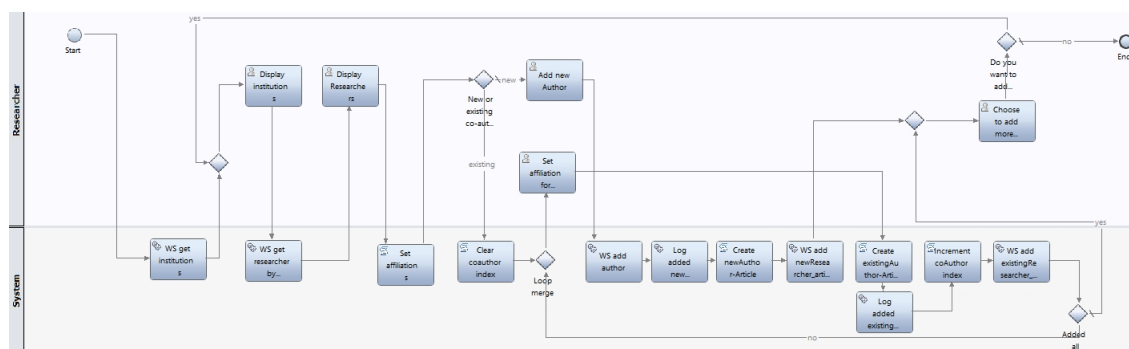 yes
Start
no
End
Do you
want to
add...
Display
institution
s
Display
Researche
rs
new
Add new
Author
New or
existing
co-aut...
Choose
to add
more...
Researcher
existing
Set
affiliation
for...
yes
WS get
institution
s
WS get
researcher
by...
Set
affiliation
s
Clear
coauthor
index
Loop
merge
WS add
author
Log
added
new...
Create
newAutho
r-Article
WS add
newResea
rcher_arti...
Create
existingAu
thor-Arti...
Increment
coAuthor
index
WS add
existingRe
searcher_...
System
Log
added
existing...
no
Added
all